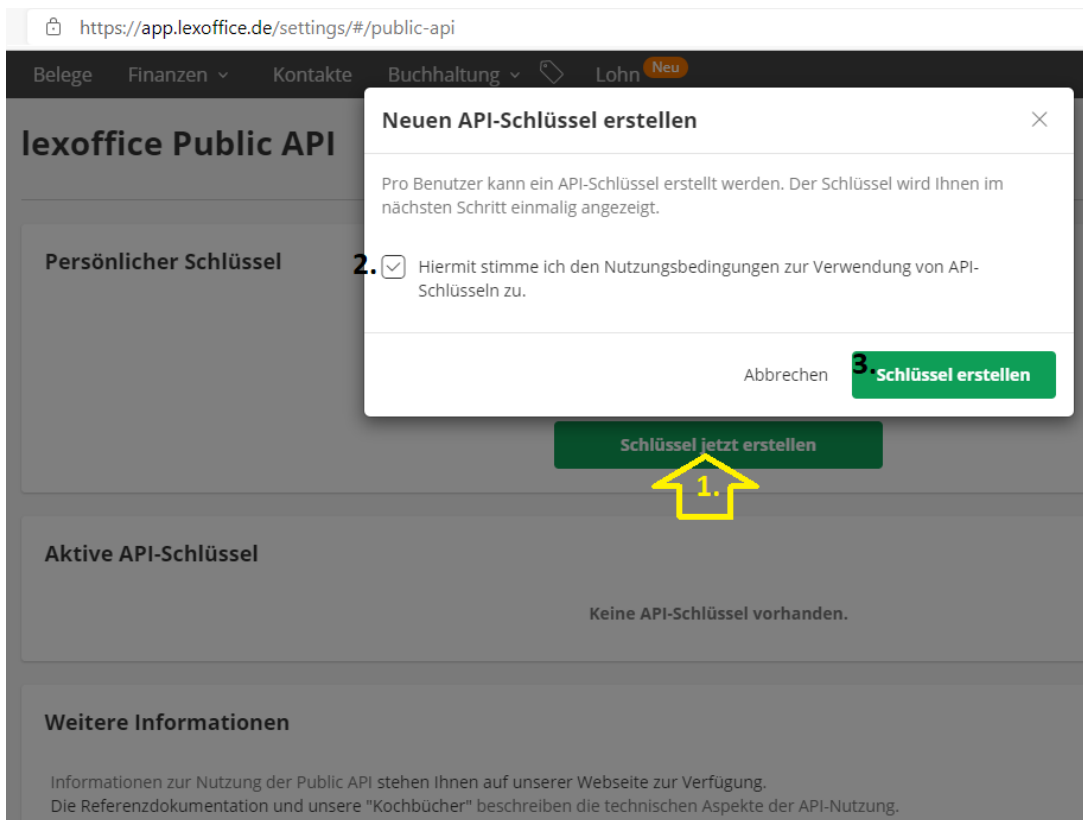 https://app.lexoffice.de/settings/#/public-api
Belege Finanzen Kontakte Buchhaltung Lohn Neu
lexoffice Public API
Neuen API-Schlüssel erstellen
Pro Benutzer kann ein API-Schlüssel erstellt werden. Der Schlüssel wird Ihnen im
nächsten Schritt einmalig angezeigt.
Persönlicher Schlüssel
2. Hiermit stimme ich den Nutzungsbedingungen zur Verwendung von API-
Schlüsseln zu.
Abbrechen 3. Schlüssel erstellen
Schlüssel jetzt erstellen
1.
Aktive API-Schlüssel
Keine API-Schlüssel vorhanden.
Weitere Informationen
Informationen zur Nutzung der Public API stehen Ihnen auf unserer Webseite zur Verfügung.
Die Referenzdokumentation und unsere "Kochbücher" beschreiben die technischen Aspekte der API-Nutzung.